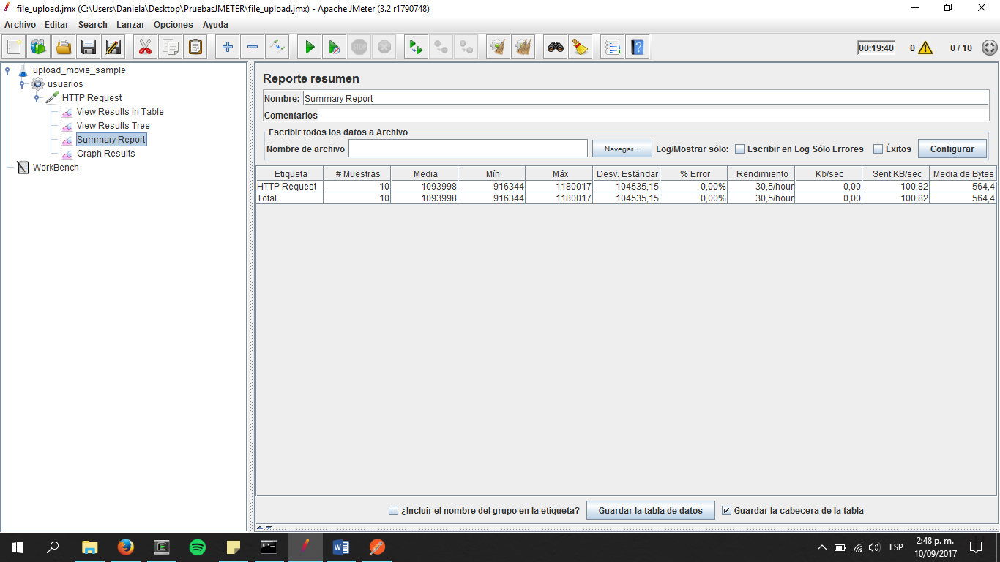 file_upload.jmx (C:\Users\Daniela\Desktop\PruebasJMETER\file_upload.jmx) - Apache JMeter (3.2 r1790748)
Archivo Editar Search Lanzar Opciones Ayuda
STOP 00:19:40 0 0 / 10
upload_movie_sample
usuarios
HTTP Request
View Results in Table
View Results Tree
Summary Report
Graph Results
WorkBench
Reporte resumen
Nombre: Summary Report
Comentarios
Escribir todos los datos a Archivo
Nombre de archivo Navegar... Log/Mostrar sólo: Escribir en Log Sólo Errores Éxitos Configurar
Etiqueta # Muestras Media Mín Máx Desv. Estándar % Error Rendimiento Kb/sec Sent KB/sec Media de Bytes
HTTP Request 10 1093998 916344 1180017 104535,15 0,00% 30,5/hour 0,00 100,82 564,4
Total 10 1093998 916344 1180017 104535,15 0,00% 30,5/hour 0,00 100,82 564,4
¿Incluir el nombre del grupo en la etiqueta? Guardar la tabla de datos Guardar la cabecera de la tabla
ESP 2:48 p. m.
10/09/2017